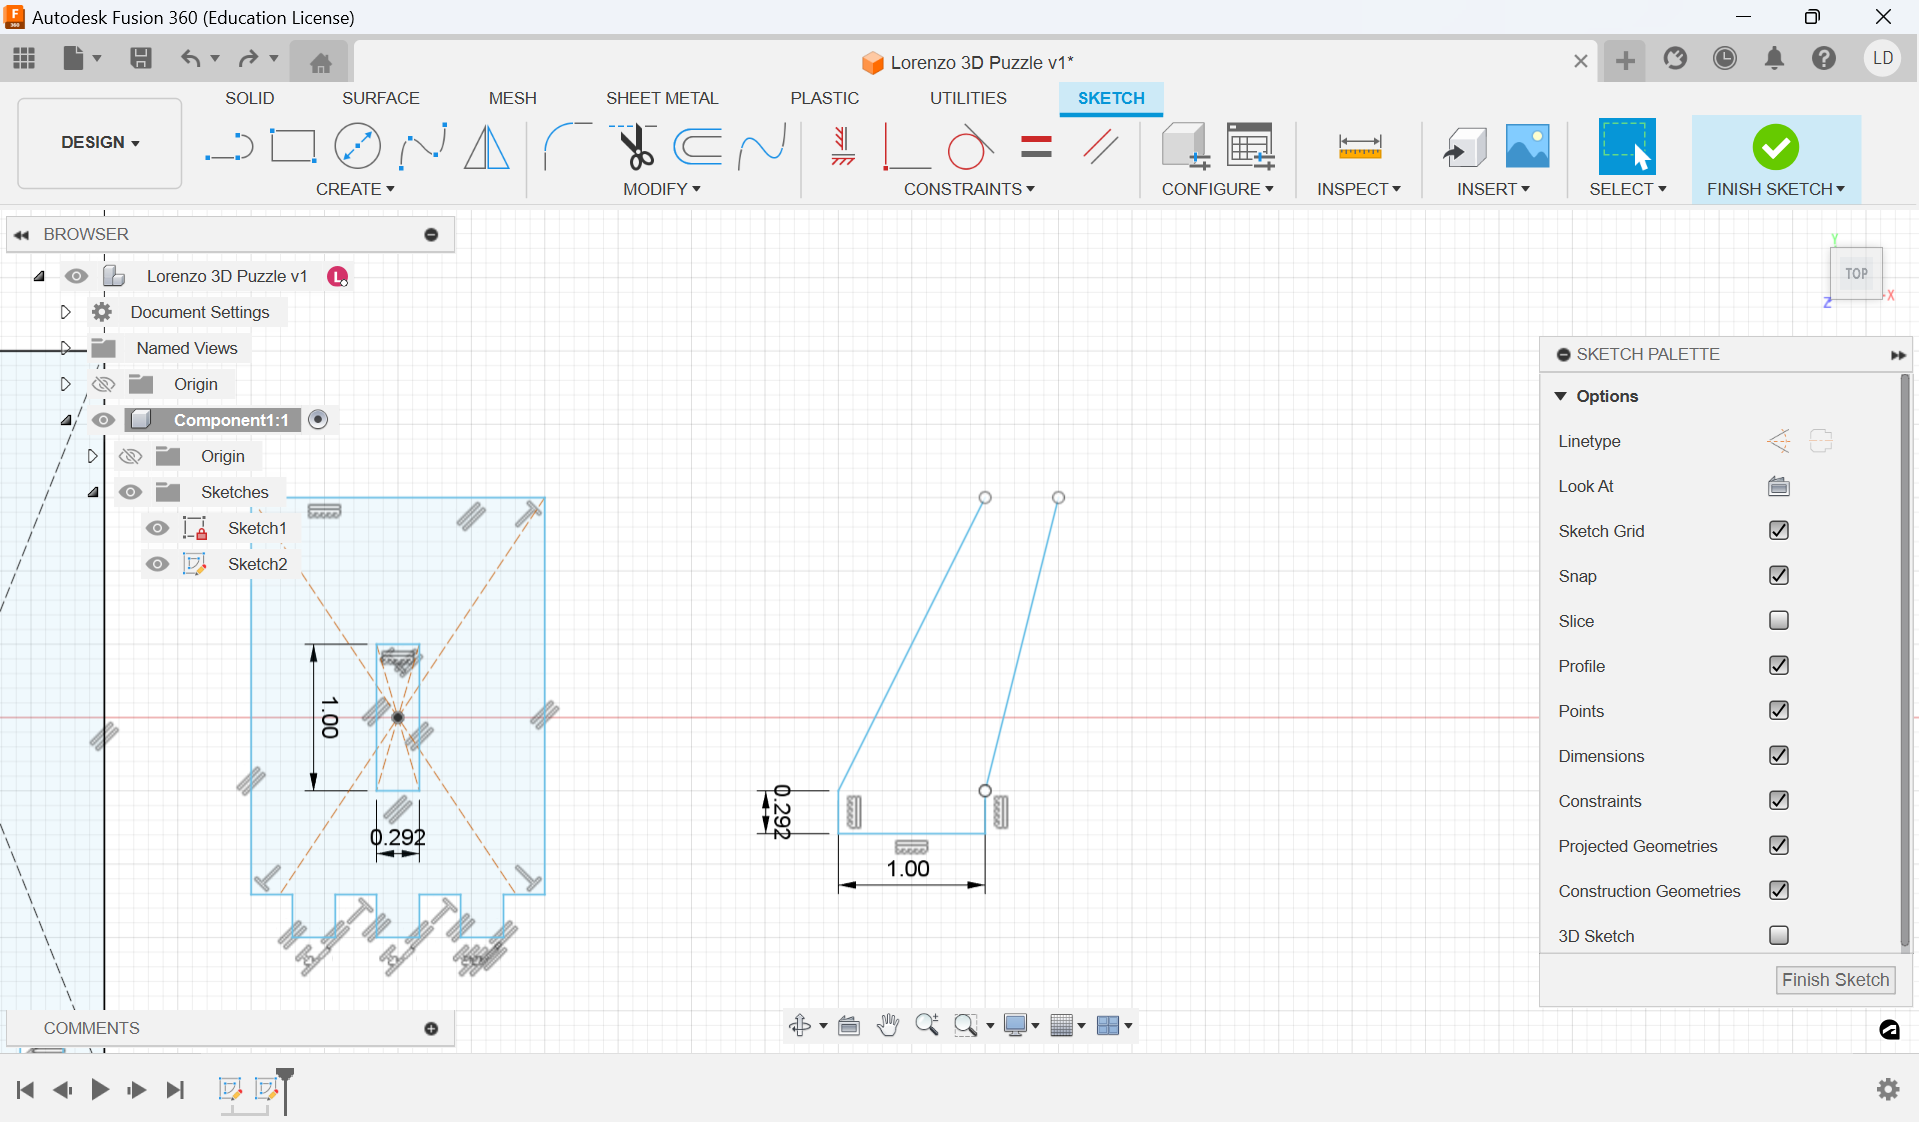 Autodesk Fusion 360 (Education License)
Lorenzo 3D Puzzle v1*
LD
DESIGN
SOLID
SURFACE
MESH
SHEET METAL
PLASTIC
UTILITIES
SKETCH
CREATE
MODIFY
CONSTRAINTS
CONFIGURE
INSPECT
INSERT
SELECT
FINISH SKETCH
BROWSER
Lorenzo 3D Puzzle v1
L
Document Settings
Named Views
Origin
Component1:1
Origin
Sketches
Sketch1
Sketch2
1.00
0.292
0.292
1.00
Y
TOP
Z
X
SKETCH PALETTE
Options
Linetype
Look At
Sketch Grid
Snap
Slice
Profile
Points
Dimensions
Constraints
Projected Geometries
Construction Geometries
3D Sketch
Finish Sketch
COMMENTS